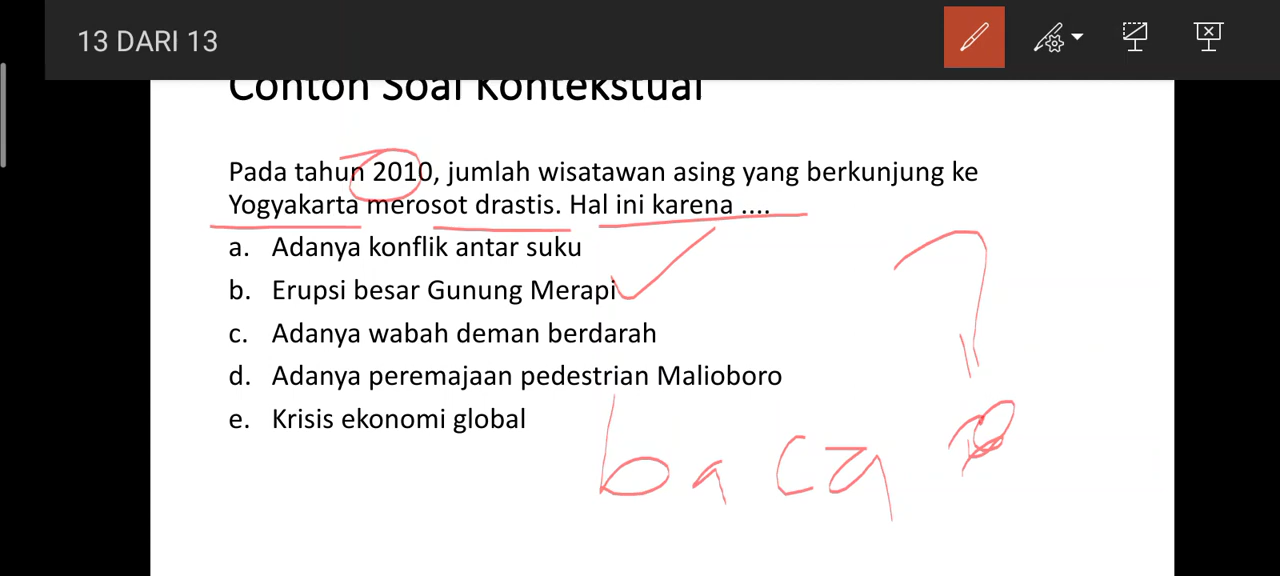 13 DARI 13
Contoh Soal Kontekstual
Pada tahun 2010, jumlah wisatawan asing yang berkunjung ke
Yogyakarta merosot drastis. Hal ini karena ....
a. Adanya konflik antar suku
b. Erupsi besar Gunung Merapi
c. Adanya wabah deman berdarah
d. Adanya peremajaan pedestrian Malioboro
e. Krisis ekonomi global
baca ?